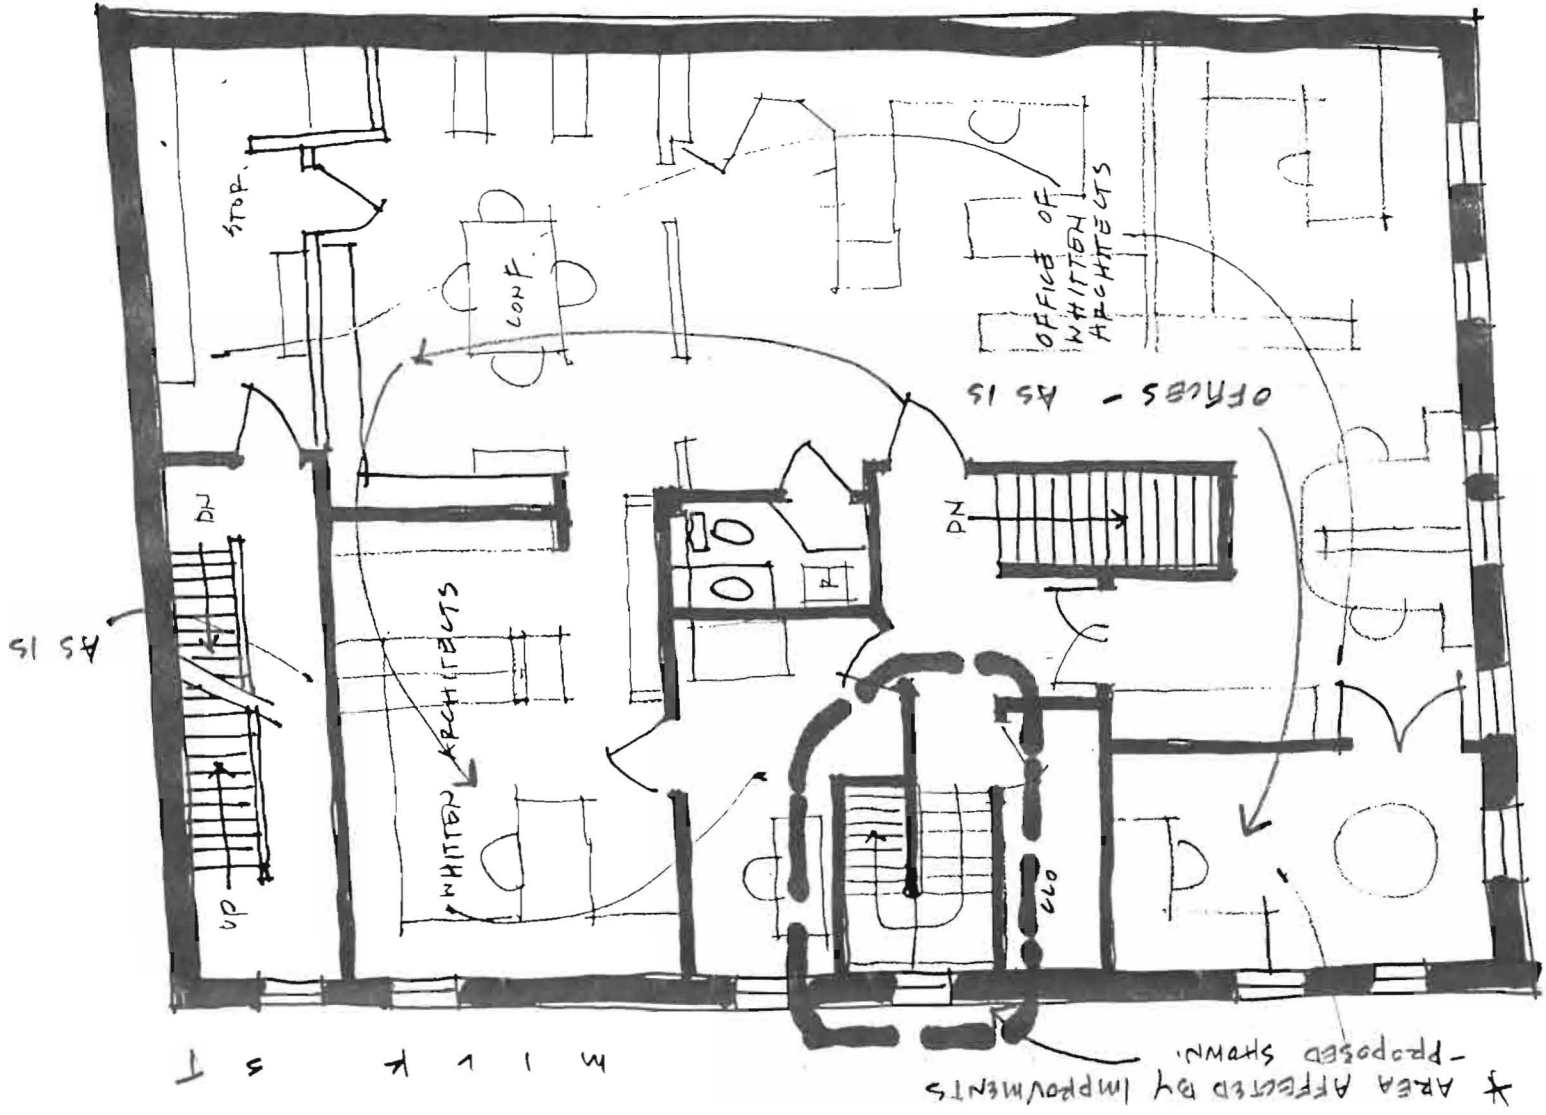 * AREA AFFECTED BY IMPROVMENTS
- PROPOSED SHOWN.
MILK ST
AS IS
OFFICES - AS IS
OFFICE OF
WHITTEN
ARCHITECTS
WHITTEN ARCHITECTS
CONF.
STOR.
DN
UP
DN
CLO